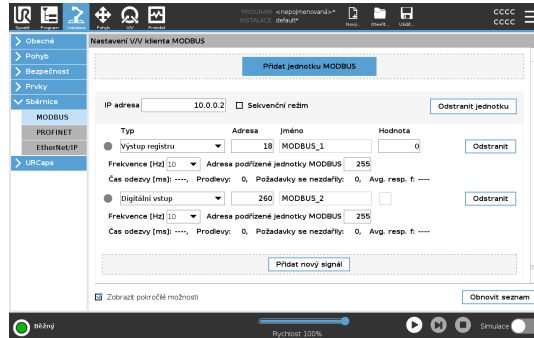 PROGRAM <nepojmenovaná>*
INSTALACE default*
CCCC
CCCC
Program
Instalace
Pohyb
V/V
Protokol
Nový...
Otevřít...
Uložit...
Obecné
Pohyb
Bezpečnost
Prvky
Sběrnice
MODBUS
PROFINET
EtherNet/IP
URCaps
Nastavení V/V klienta MODBUS
Přidat jednotku MODBUS
IP adresa 10.0.0.2 Sekvenční režim Odstranit jednotku
Typ Adresa Jméno Hodnota
Výstup registru 18 MODBUS_1 0 Odstranit
Frekvence [Hz] 10 Adresa podřízené jednotky MODBUS 255
Čas odezvy [ms]: ----, Prodlevy: 0, Požadavky se nezdařily: 0, Avg. resp. f: ----
Digitální vstup 260 MODBUS_2 Odstranit
Frekvence [Hz] 10 Adresa podřízené jednotky MODBUS 255
Čas odezvy [ms]: ----, Prodlevy: 0, Požadavky se nezdařily: 0, Avg. resp. f: ----
Přidat nový signál
Zobrazit pokročilé možnosti
Obnovit seznam
Běžný
Rychlost 100%
Simulace